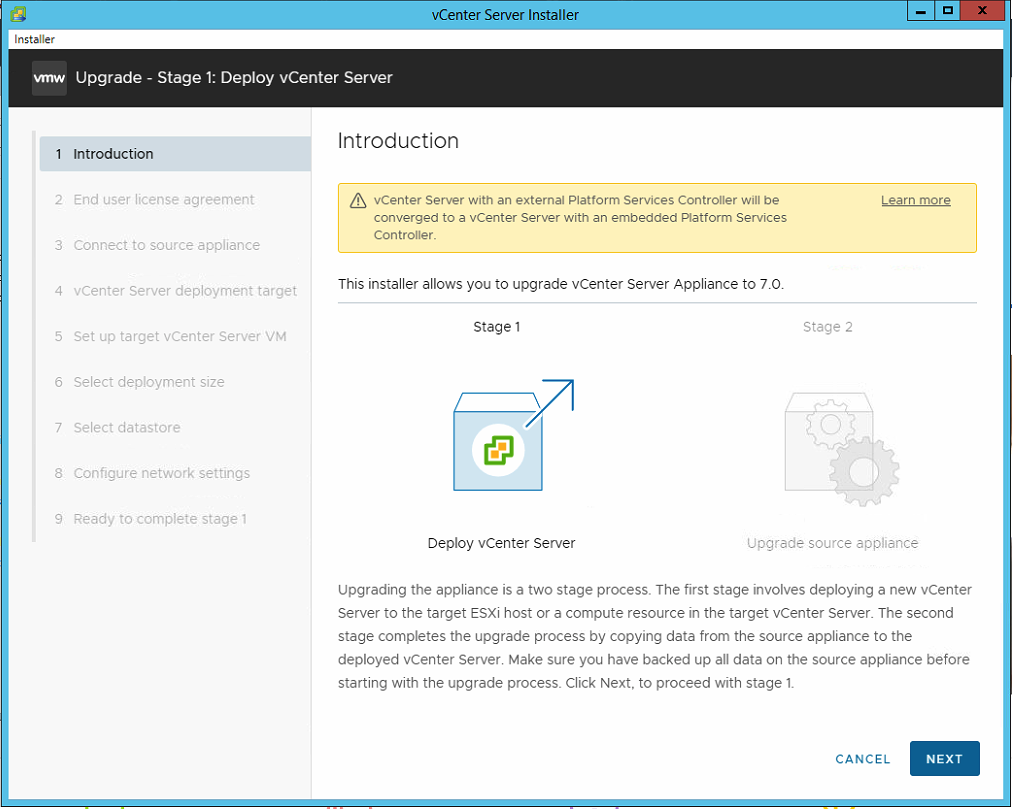 vCenter Server Installer
Installer
vmw Upgrade - Stage 1: Deploy vCenter Server
1 Introduction
2 End user license agreement
3 Connect to source appliance
4 vCenter Server deployment target
5 Set up target vCenter Server VM
6 Select deployment size
7 Select datastore
8 Configure network settings
9 Ready to complete stage 1
Introduction
vCenter Server with an external Platform Services Controller will be
converged to a vCenter Server with an embedded Platform Services
Controller.
Learn more
This installer allows you to upgrade vCenter Server Appliance to 7.0.
Stage 1
Stage 2
Deploy vCenter Server
Upgrade source appliance
Upgrading the appliance is a two stage process. The first stage involves deploying a new vCenter
Server to the target ESXi host or a compute resource in the target vCenter Server. The second
stage completes the upgrade process by copying data from the source appliance to the
deployed vCenter Server. Make sure you have backed up all data on the source appliance before
starting with the upgrade process. Click Next, to proceed with stage 1.
CANCEL
NEXT